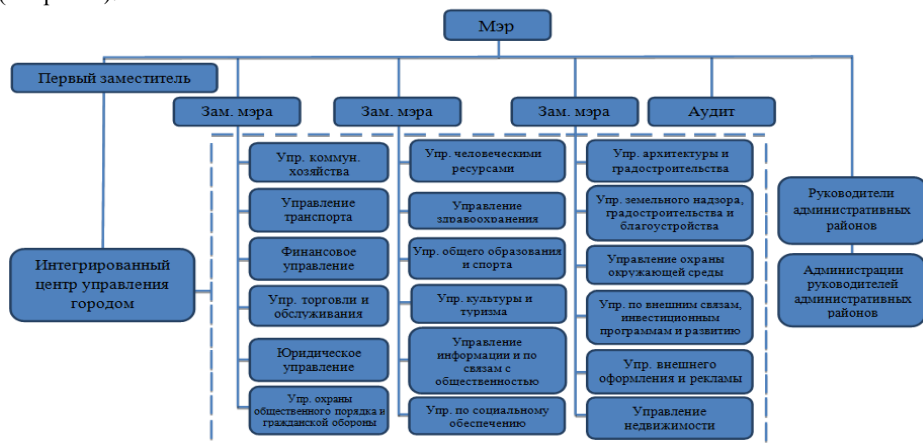 Мэр
Первый заместитель
Зам. мэра
Зам. мэра
Зам. мэра
Аудит
Интегрированный
центр управления
городом
Упр. коммун.
хозяйства
Управление
транспорта
Финансовое
управление
Упр. торговли и
обслуживания
Юридическое
управление
Упр. охраны
общественного порядка и
гражданской обороны
Упр. человеческими
ресурсами
Управление
здравоохранения
Упр. общего образования
и спорта
Упр. культуры и
туризма
Управление
информации и по
связям с
общественностью
Упр. по социальному
обеспечению
Упр. архитектуры и
градостроительства
Упр. земельного надзора,
градостроительства и
благоустройства
Управление охраны
окружающей среды
Упр. по внешним связям,
инвестиционным
программам и развитию
Упр. внешнего
оформления и рекламы
Управление
недвижимости
Руководители
административных
районов
Администрации
руководителей
административных
районов